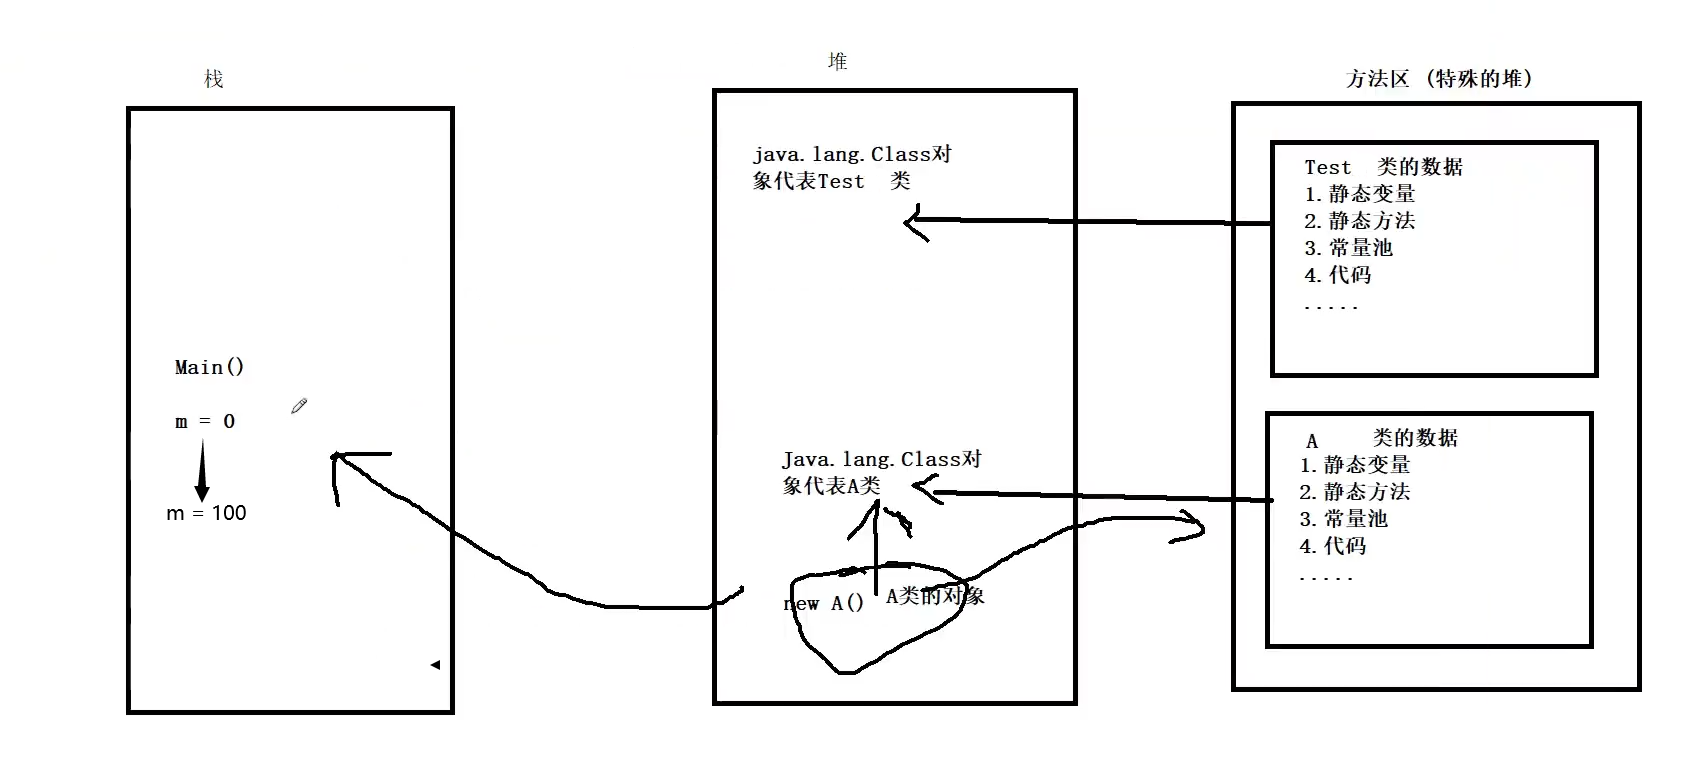 栈
Main()
m = 0
m = 100
堆
java.lang.Class对
象代表Test 类
Java.lang.Class对
象代表A类
new A() A类的对象
方法区 (特殊的堆)
Test 类的数据
1.静态变量
2.静态方法
3.常量池
4.代码
.....
A 类的数据
1.静态变量
2.静态方法
3.常量池
4.代码
.....